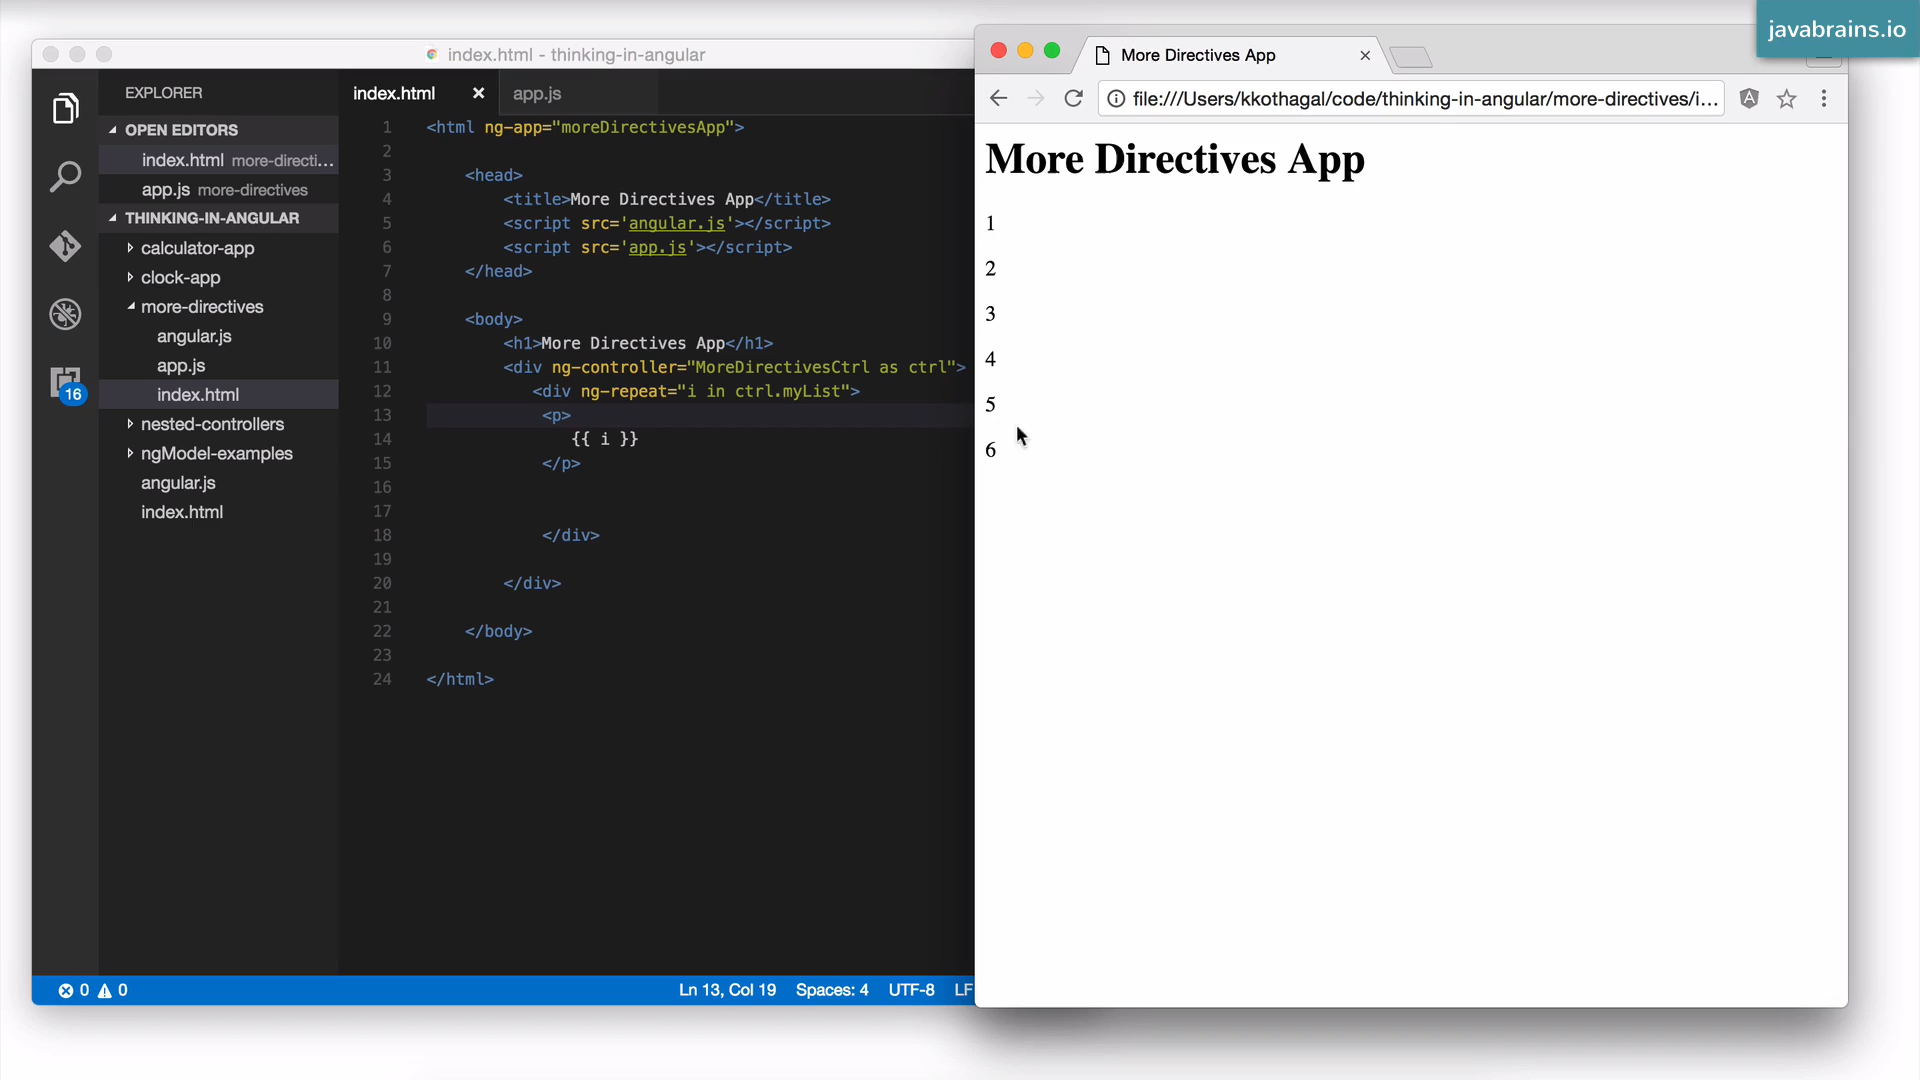 javabrains.io
index.html - thinking-in-angular
EXPLORER
OPEN EDITORS
index.html more-directi...
app.js more-directives
THINKING-IN-ANGULAR
calculator-app
clock-app
more-directives
angular.js
app.js
index.html
nested-controllers
ngModel-examples
angular.js
index.html
16
index.html app.js
1 <html ng-app="moreDirectivesApp">
2
3 <head>
4 <title>More Directives App</title>
5 <script src='angular.js'></script>
6 <script src='app.js'></script>
7 </head>
8
9 <body>
10 <h1>More Directives App</h1>
11 <div ng-controller="MoreDirectivesCtrl as ctrl">
12 <div ng-repeat="i in ctrl.myList">
13 <p>
14 {{ i }}
15 </p>
16
17
18 </div>
19
20 </div>
21
22 </body>
23
24 </html>
0 0 Ln 13, Col 19 Spaces: 4 UTF-8 LF
More Directives App
file:///Users/kkothagal/code/thinking-in-angular/more-directives/i...
More Directives App
1
2
3
4
5
6